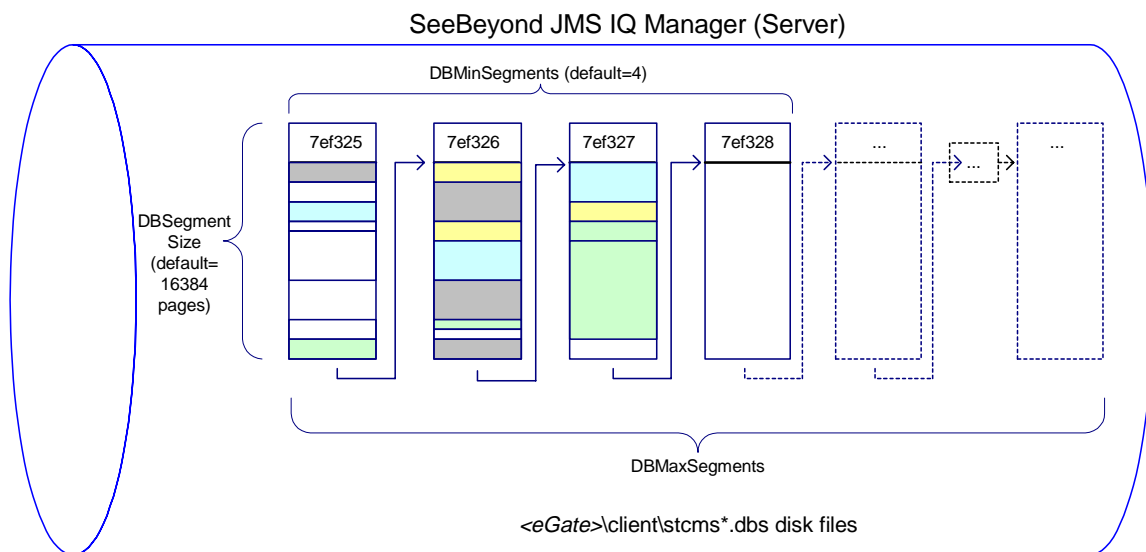 SeeBeyond JMS IQ Manager (Server)
DBMinSegments (default=4)
7ef325
7ef326
7ef327
7ef328
...
...
...
DBSegment
Size
(default=
16384
pages)
DBMaxSegments
<eGate>\client\stcms*.dbs disk files